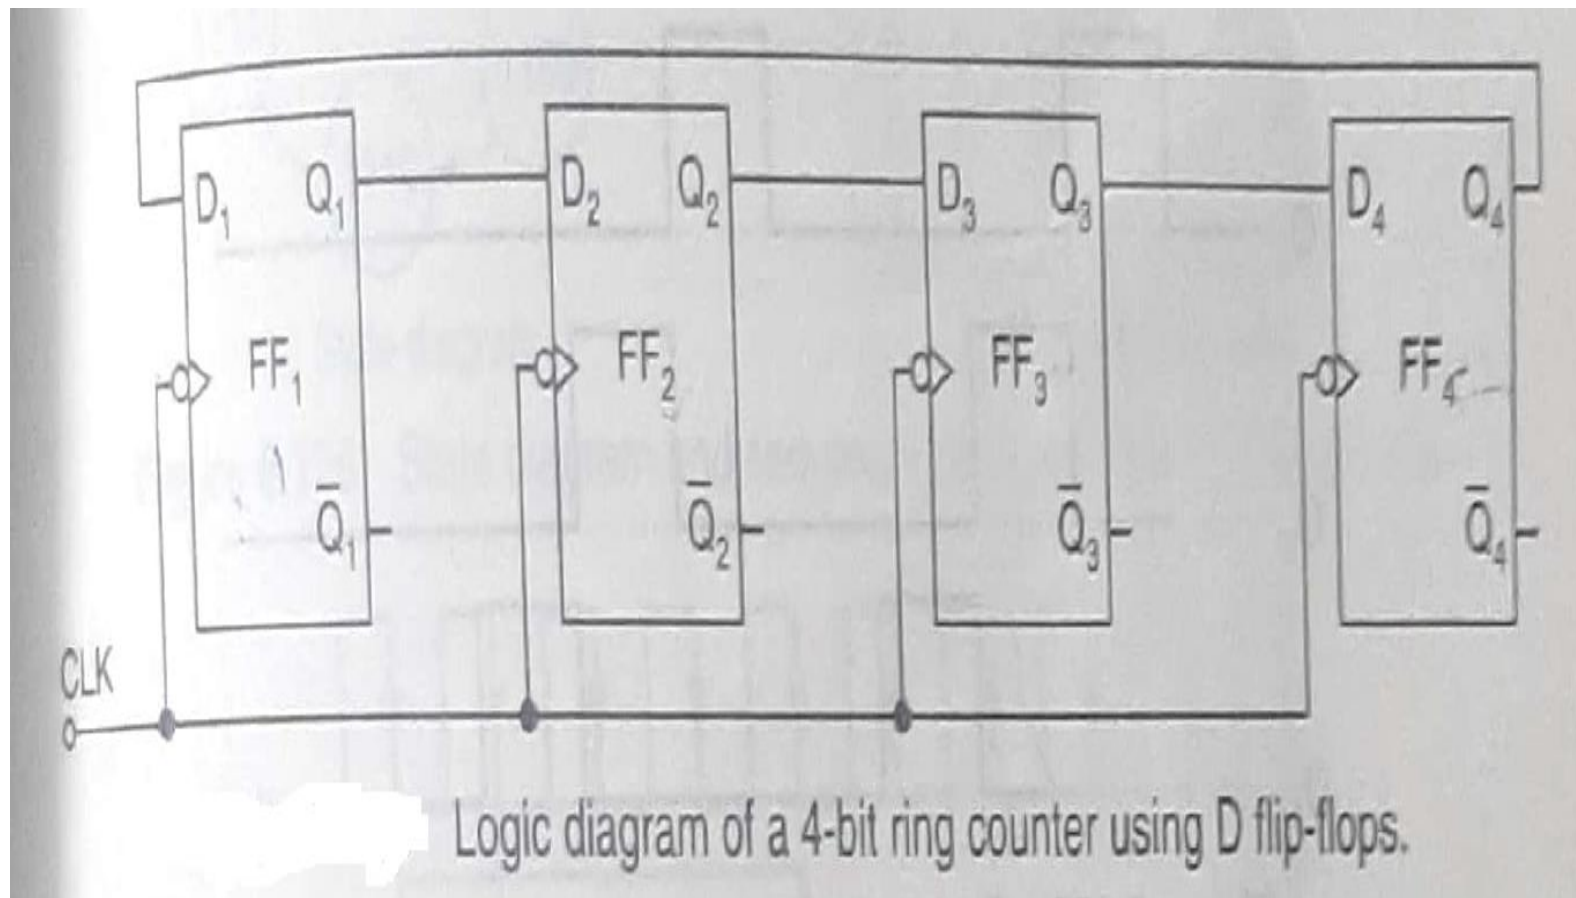 D₁ Q₁ D₂ Q₂ D₃ Q₃ D₄ Q₄
FF₁ FF₂ FF₃ FF₄
Q̅₁ Q̅₂ Q̅₃ Q̅₄
CLK
Logic diagram of a 4-bit ring counter using D flip-flops.